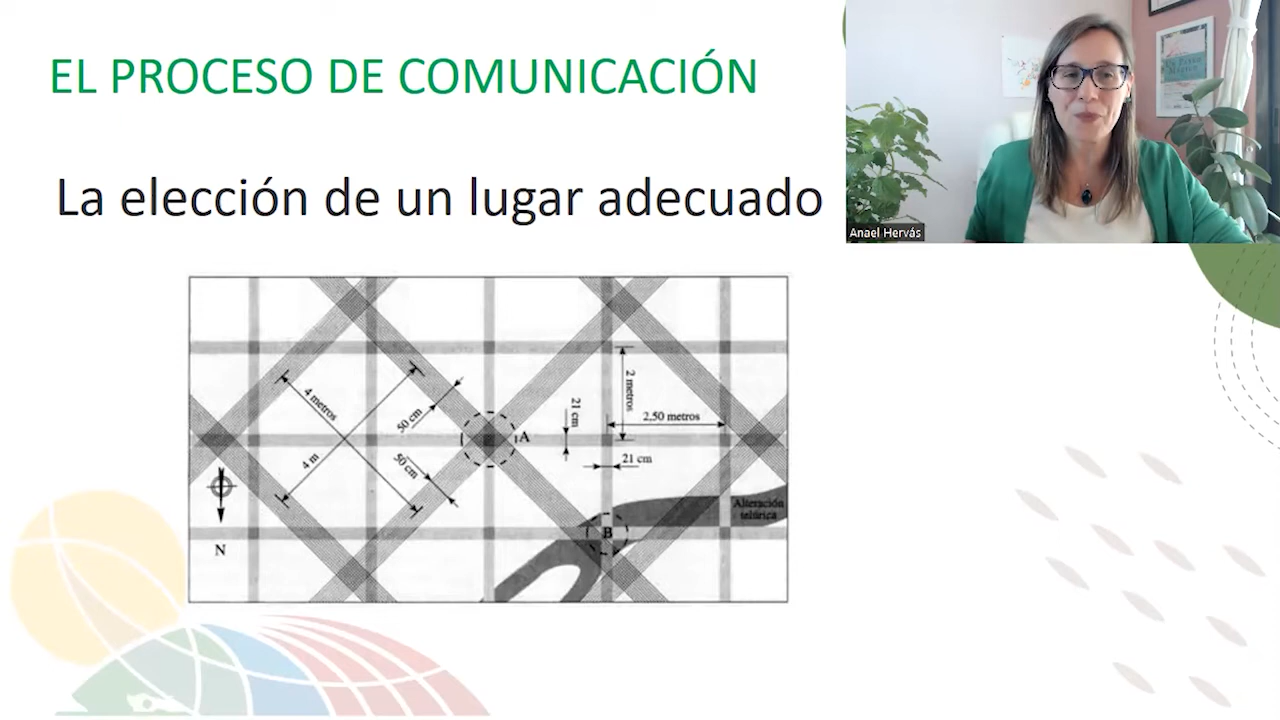 EL PROCESO DE COMUNICACIÓN
La elección de un lugar adecuado
Anael Hervás
4 metros
50 cm
21 cm
2 metros
2,50 metros
A
4 m
50 cm
21 cm
Alteración
telúrica
B
N